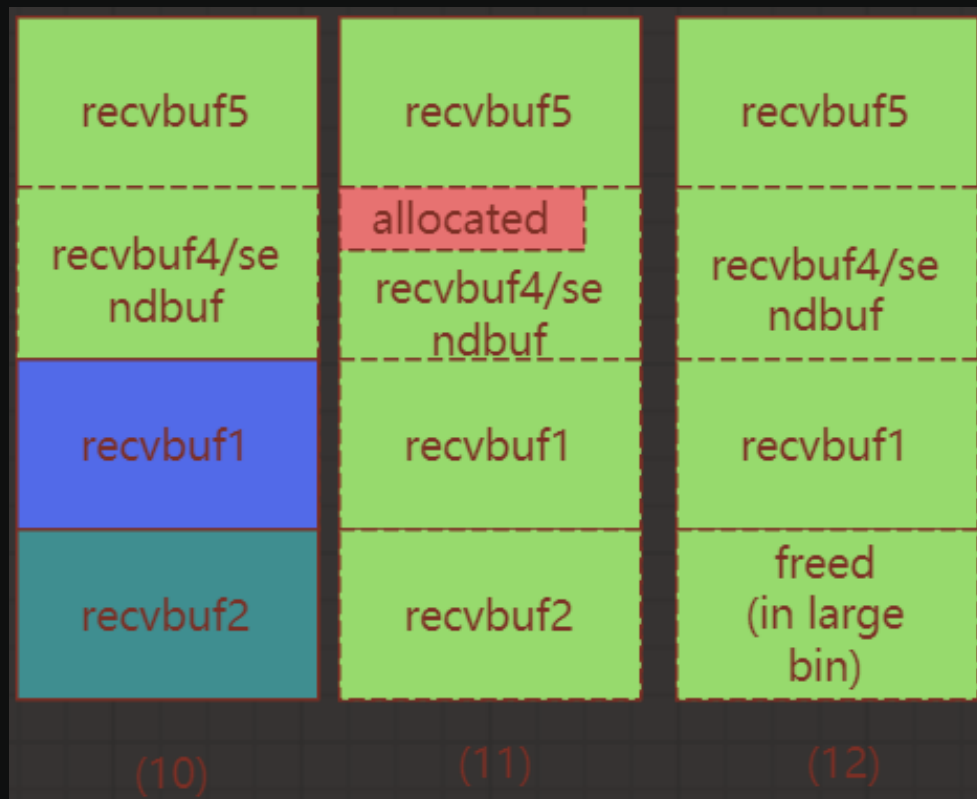 recvbuf5
recvbuf4/se
ndbuf
recvbuf1
recvbuf2
(10)
recvbuf5
allocated
recvbuf4/se
ndbuf
recvbuf1
recvbuf2
(11)
recvbuf5
recvbuf4/se
ndbuf
recvbuf1
freed
(in large
bin)
(12)